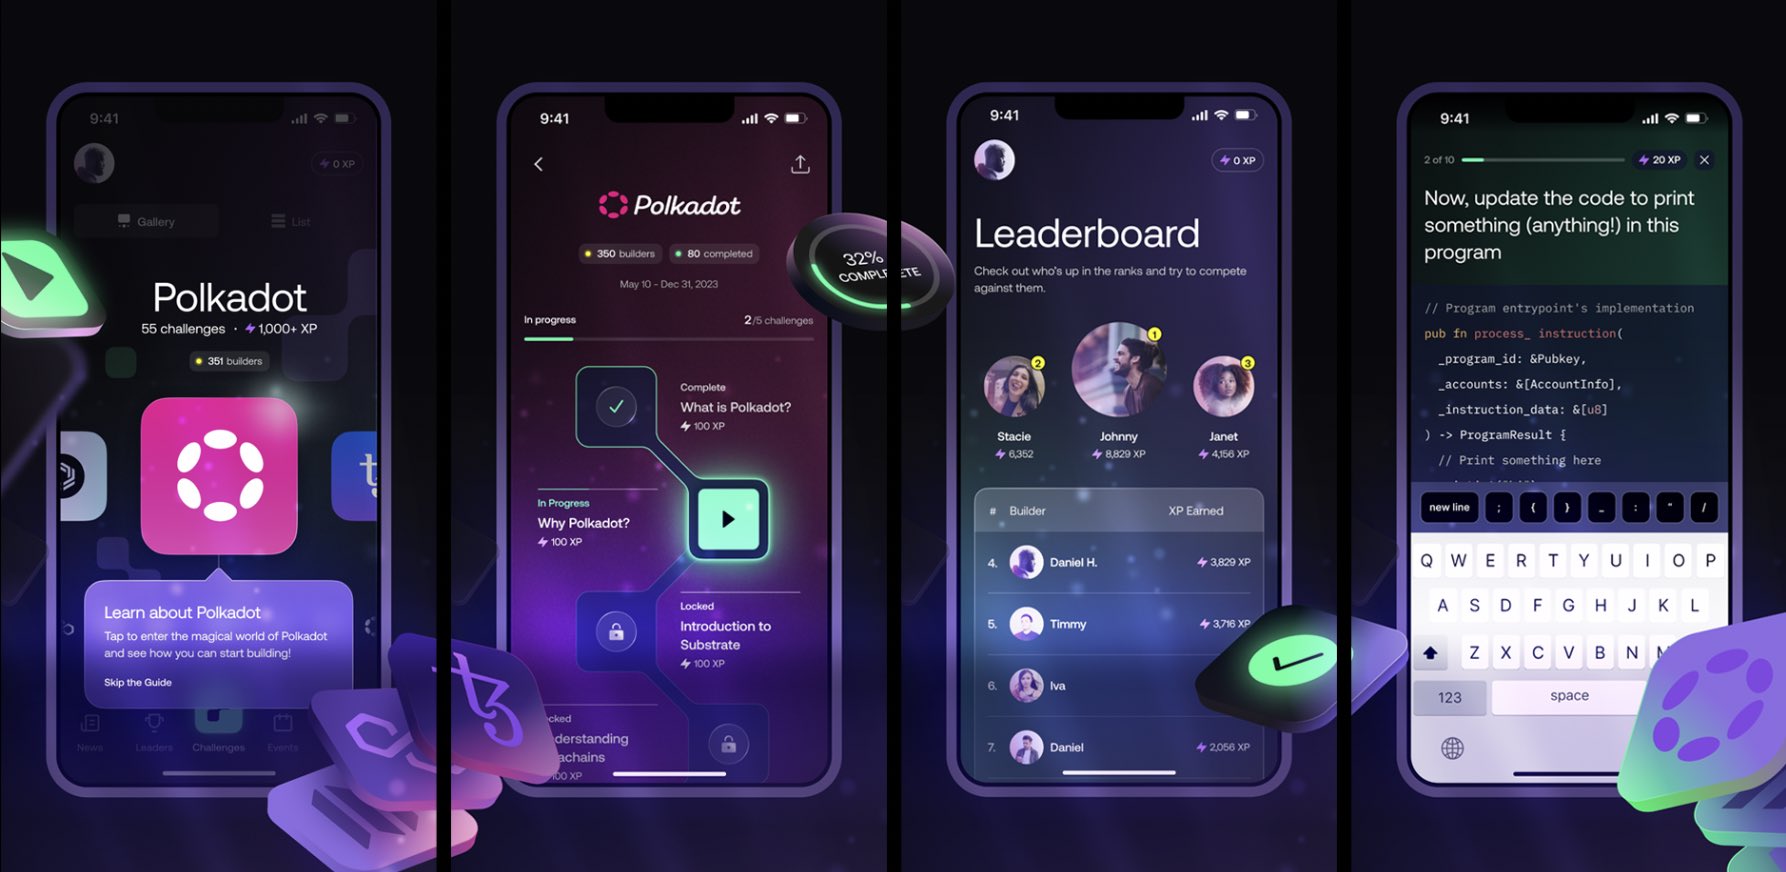 9:41
0 XP
Gallery
List
Polkadot
55 challenges · 1,000+ XP
351 builders
Learn about Polkadot
Tap to enter the magical world of Polkadot
and see how you can start building!
Skip the Guide
News
Leaders
Challenges
Events
9:41
Polkadot
350 builders
80 completed
May 10 - Dec 31, 2023
In progress
2/5 challenges
Complete
What is Polkadot?
100 XP
In Progress
Why Polkadot?
100 XP
Locked
Introduction to
Substrate
100 XP
cked
derstanding
achains
100 XP
32%
COMPLETE
9:41
0 XP
Leaderboard
Check out who's up in the ranks and try to compete
against them.
2
1
3
Stacie
6,352
Johnny
8,829 XP
Janet
4,156 XP
# Builder XP Earned
4. Daniel H. 3,829 XP
5. Timmy 3,716 XP
6. Iva
7. Daniel 2,056 XP
9:41
2 of 10
20 XP
Now, update the code to print
something (anything!) in this
program
// Program entrypoint's implementation
pub fn process_ instruction(
_program_id: &Pubkey,
_accounts: &[AccountInfo],
_instruction_data: &[u8]
) -> ProgramResult {
// Print something here
new line ; { } _ : " /
Q W E R T Y U I O P
A S D F G H J K L
Z X C V B N
123 space